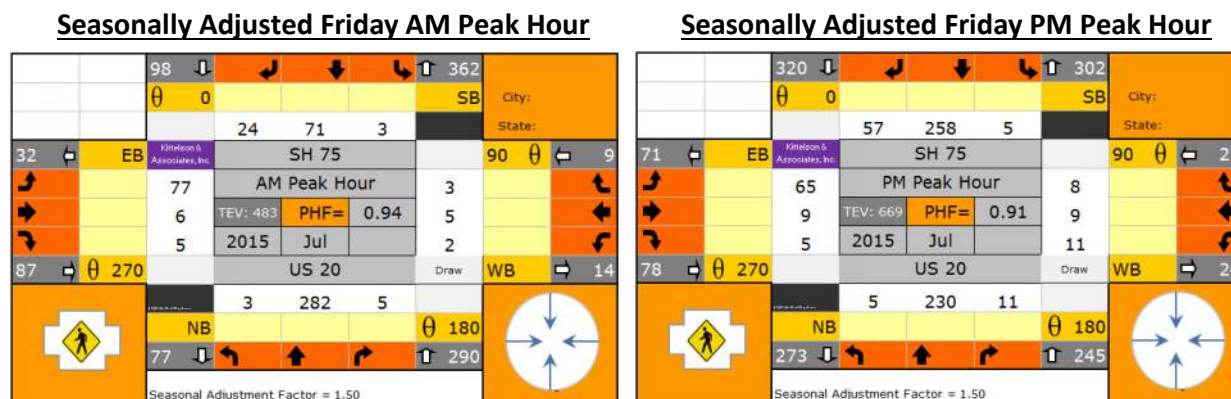 Seasonally Adjusted Friday AM Peak Hour
98 362
θ 0 SB City:
24 71 3 State:
32 EB Kittelson & Associates, Inc. SH 75 90 θ 9
77 AM Peak Hour 3
6 TEV: 483 PHF= 0.94 5
5 2015 Jul 2
87 θ 270 US 20 Draw WB 14
3 282 5
NB θ 180
77 290
Seasonal Adjustment Factor = 1.50
Seasonally Adjusted Friday PM Peak Hour
320 302
θ 0 SB City:
57 258 5 State:
71 EB Kittelson & Associates, Inc. SH 75 90 θ 2
65 PM Peak Hour 8
9 TEV: 669 PHF= 0.91 9
5 2015 Jul 11
78 θ 270 US 20 Draw WB 2
5 230 11
NB θ 180
273 245
Seasonal Adjustment Factor = 1.50